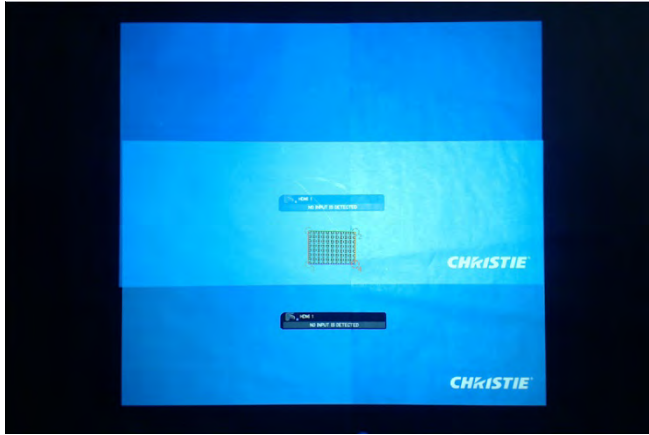 HDMI 1
NO INPUT IS DETECTED
CHRISTIE
HDMI 1
NO INPUT IS DETECTED
CHRISTIE